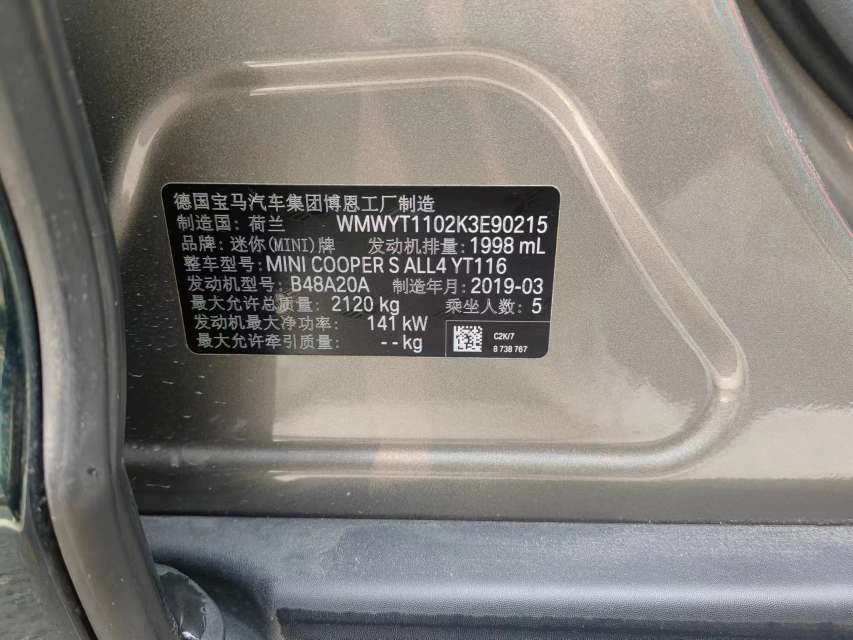 德国宝马汽车集团博恩工厂制造
制造国: 荷兰 WMWYT1102K3E90215
品牌: 迷你(MINI)牌 发动机排量: 1998 mL
整车型号: MINI COOPER S ALL4 YT116
发动机型号: B48A20A 制造年月: 2019-03
最大允许总质量: 2120 kg 乘坐人数: 5
发动机最大净功率: 141 kW
最大允许牵引质量: -- kg
C2K/7
8 738 767